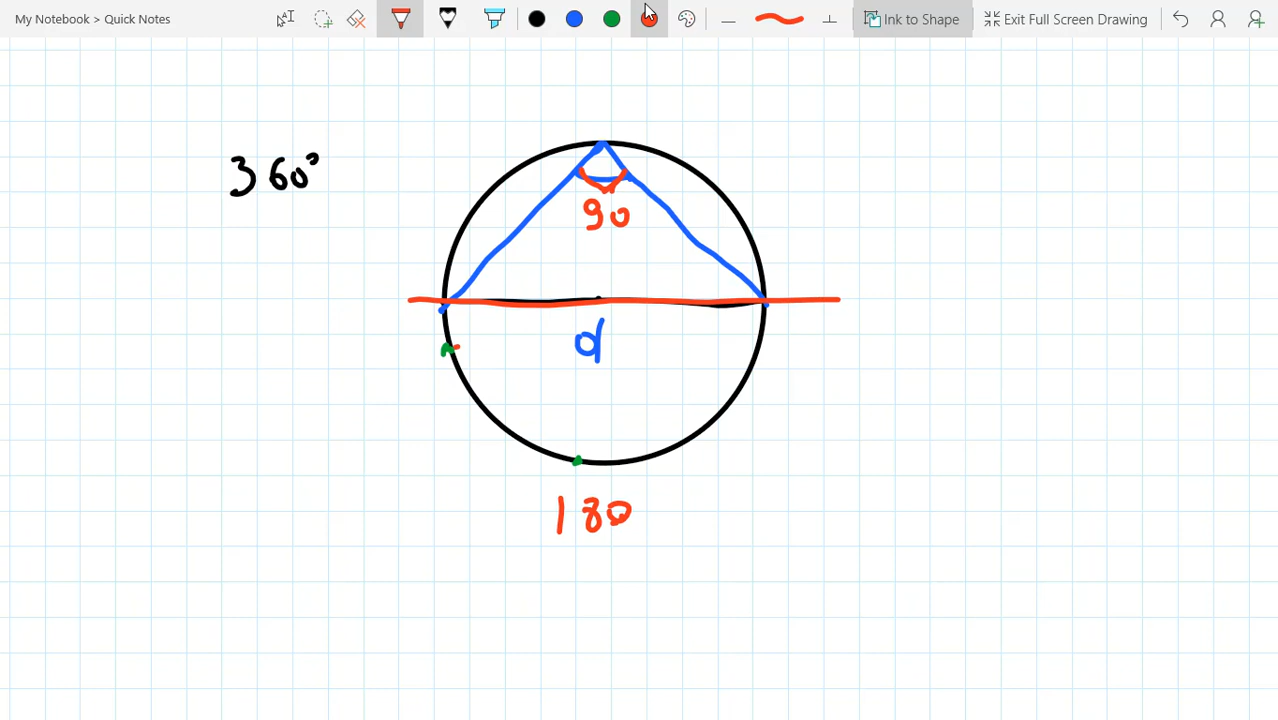 My Notebook > Quick Notes
Ink to Shape
Exit Full Screen Drawing
360°
90
d
180